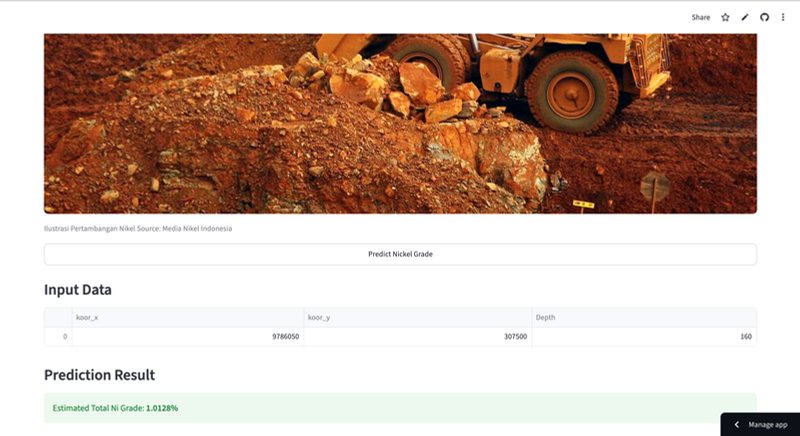 Share
Ilustrasi Pertambangan Nikel Source: Media Nikel Indonesia
Predict Nickel Grade
Input Data
koor_x koor_y Depth
0 9786050 307500 160
Prediction Result
Estimated Total Ni Grade: 1.0128%
Manage app